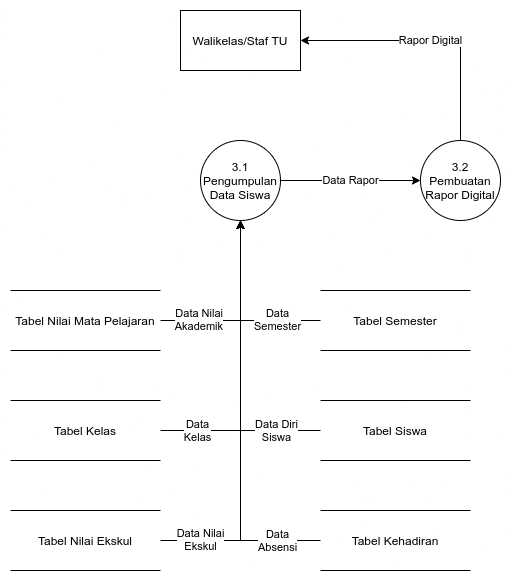 Walikelas/Staf TU
Rapor Digital
3.1
Pengumpulan
Data Siswa
Data Rapor
3.2
Pembuatan
Rapor Digital
Tabel Nilai Mata Pelajaran
Data Nilai
Akademik
Data
Semester
Tabel Semester
Tabel Kelas
Data
Kelas
Data Diri
Siswa
Tabel Siswa
Tabel Nilai Ekskul
Data Nilai
Ekskul
Data
Absensi
Tabel Kehadiran